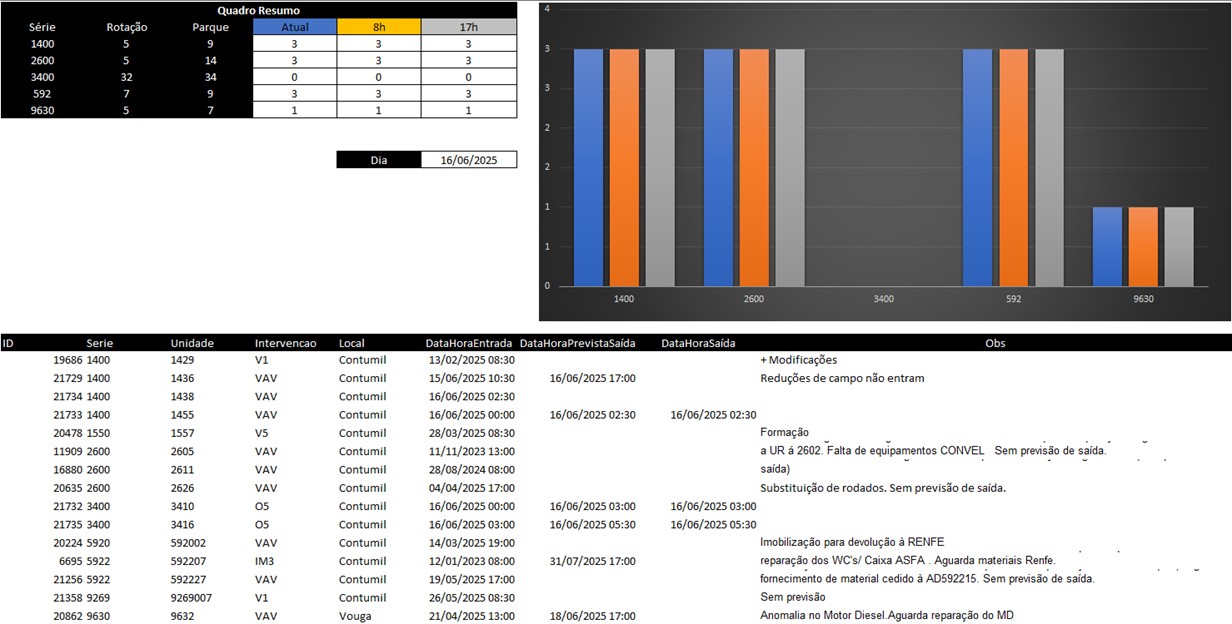 Quadro Resumo
Série Rotação Parque Atual 8h 17h
1400 5 9 3 3 3
2600 5 14 3 3 3
3400 32 34 0 0 0
592 7 9 3 3 3
9630 5 7 1 1 1
Dia 16/06/2025
4
3
3
2
2
1
1
0
1400 2600 3400 592 9630
ID Serie Unidade Intervencao Local DataHoraEntrada DataHoraPrevistaSaída DataHoraSaída Obs
19686 1400 1429 V1 Contumil 13/02/2025 08:30 + Modificações
21729 1400 1436 VAV Contumil 15/06/2025 10:30 16/06/2025 17:00 Reduções de campo não entram
21734 1400 1438 VAV Contumil 16/06/2025 02:30
21733 1400 1455 VAV Contumil 16/06/2025 00:00 16/06/2025 02:30 16/06/2025 02:30
20478 1550 1557 V5 Contumil 28/03/2025 08:30 Formação
11909 2600 2605 VAV Contumil 11/11/2023 13:00 a UR á 2602. Falta de equipamentos CONVEL Sem previsão de saída.
16880 2600 2611 VAV Contumil 28/08/2024 08:00 saída)
20635 2600 2626 VAV Contumil 04/04/2025 17:00 Substituição de rodados. Sem previsão de saída.
21732 3400 3410 O5 Contumil 16/06/2025 00:00 16/06/2025 03:00 16/06/2025 03:00
21735 3400 3416 O5 Contumil 16/06/2025 03:00 16/06/2025 05:30 16/06/2025 05:30
20224 5920 592002 VAV Contumil 14/03/2025 19:00 Imobilização para devolução à RENFE
6695 5922 592207 IM3 Contumil 12/01/2023 08:00 31/07/2025 17:00 reparação dos WC's/ Caixa ASFA . Aguarda materiais Renfe.
21256 5922 592227 VAV Contumil 19/05/2025 17:00 fornecimento de material cedido à AD592215. Sem previsão de saída.
21358 9269 9269007 V1 Contumil 26/05/2025 08:30 Sem previsão
20862 9630 9632 VAV Vouga 21/04/2025 13:00 18/06/2025 17:00 Anomalia no Motor Diesel.Aguarda reparação do MD